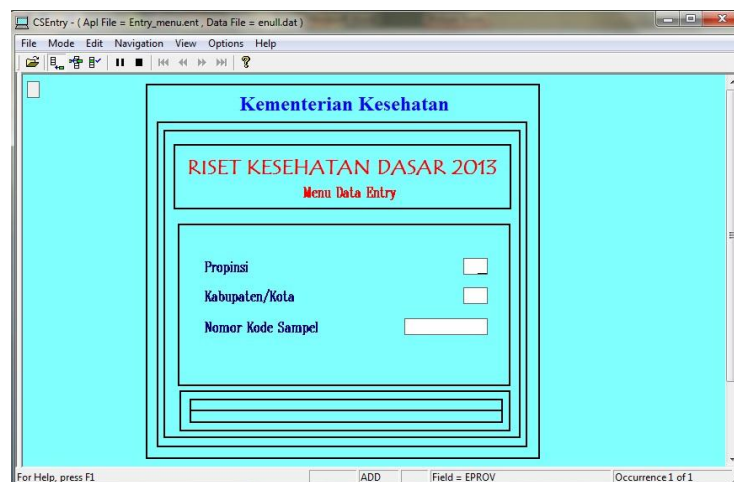 CSEntry - ( Apl File = Entry_menu.ent , Data File = enull.dat )
File Mode Edit Navigation View Options Help
Kementerian Kesehatan
RISET KESEHATAN DASAR 2013
Menu Data Entry
Propinsi
Kabupaten/Kota
Nomor Kode Sampel
For Help, press F1 ADD Field = EPROV Occurrence 1 of 1